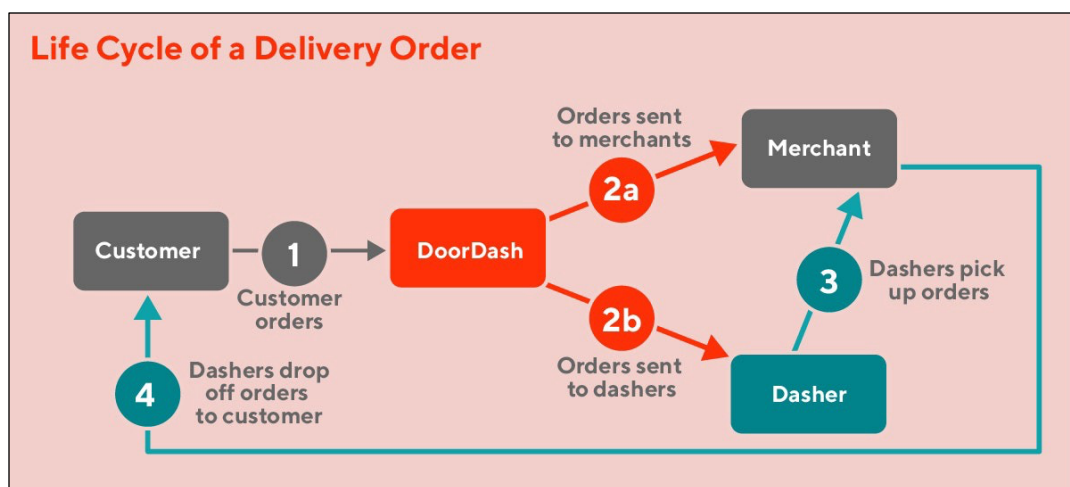 Life Cycle of a Delivery Order
Customer
1
Customer
orders
DoorDash
2a
Orders sent
to merchants
Merchant
2b
Orders sent
to dashers
Dasher
3
Dashers pick
up orders
4
Dashers drop
off orders
to customer